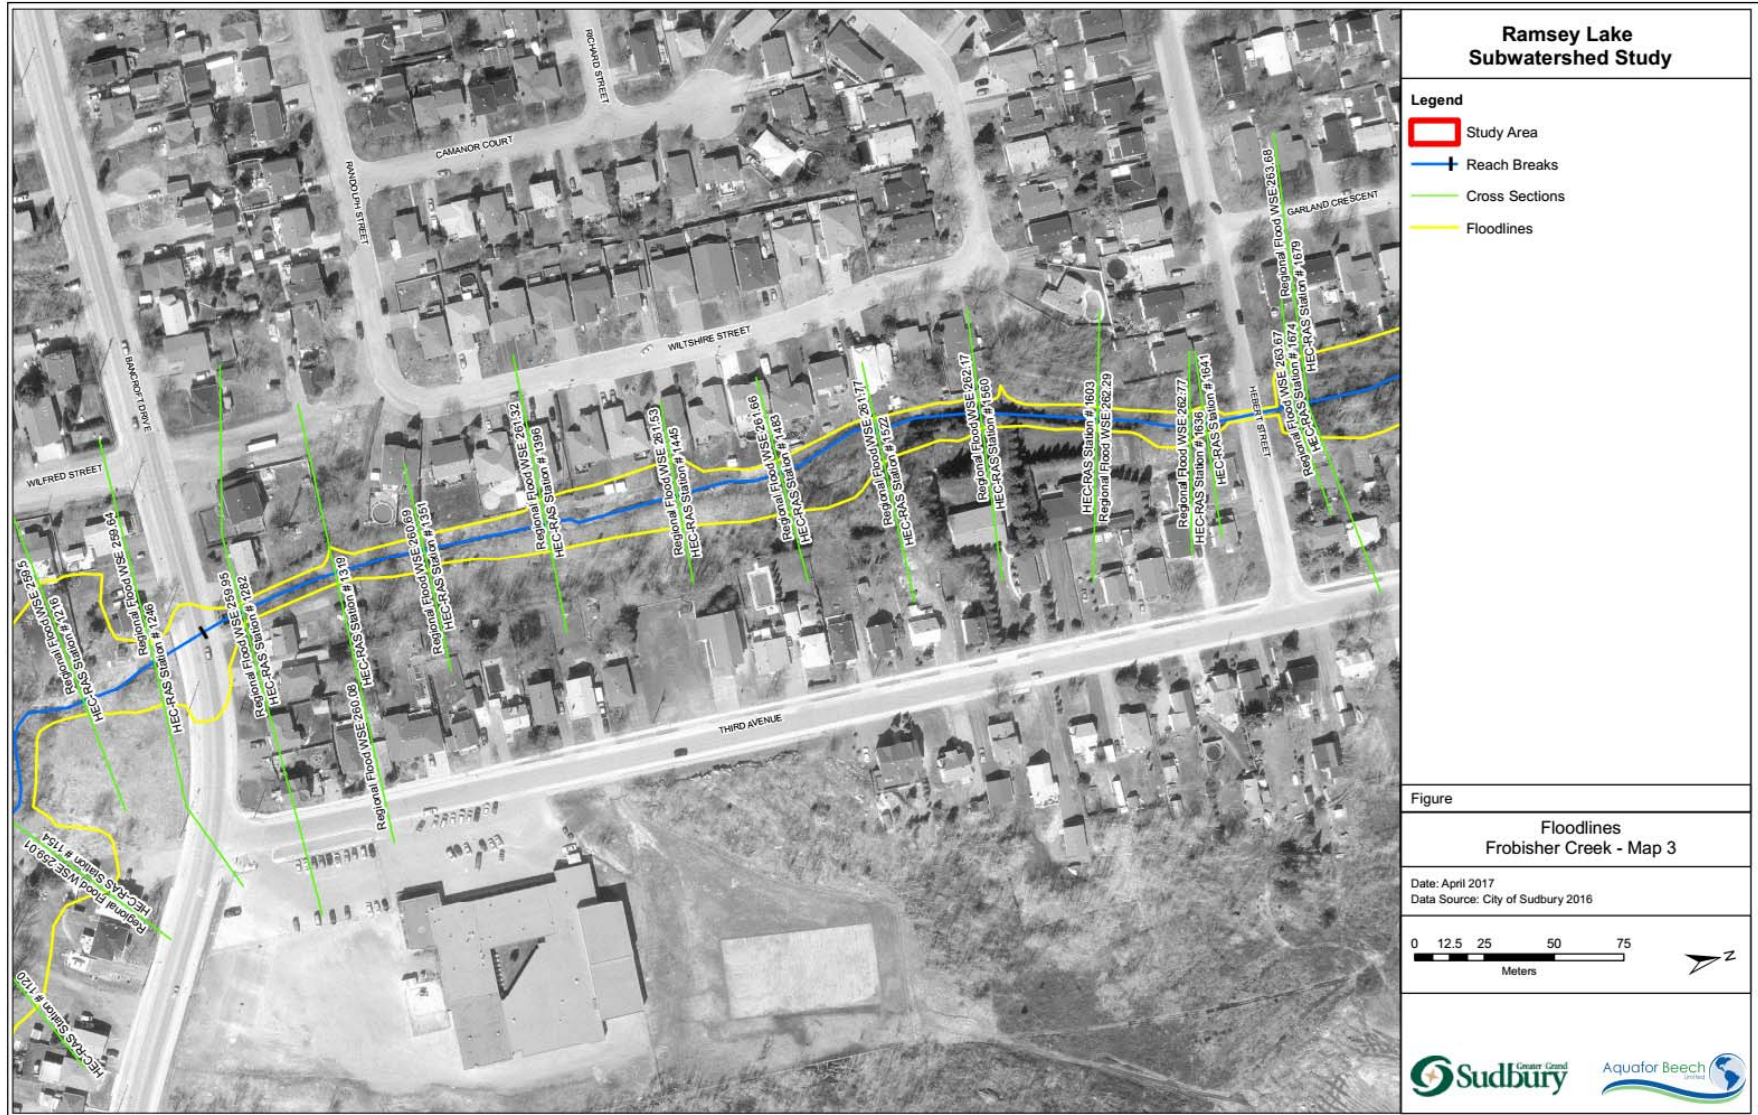 Ramsey Lake
Subwatershed Study
Legend
Study Area
Reach Breaks
Cross Sections
Floodlines
Figure
Floodlines
Frobisher Creek - Map 3
Date: April 2017
Data Source: City of Sudbury 2016
0 12.5 25 50 75
Meters
Z
Greater Grand
Sudbury
Aquafor Beech
Limited
RICHARD STREET
CAMANOR COURT
RANDOLPH STREET
WILTSHIRE STREET
BANCROFT DRIVE
WILFRED STREET
GARLAND CRESCENT
HEBERT STREET
THIRD AVENUE
Regional Flood WSE 259.5
HEC-RAS Station # 1216
Regional Flood WSE 259.64
HEC-RAS Station # 1246
Regional Flood WSE 259.95
HEC-RAS Station # 1282
Regional Flood WSE 260.08
HEC-RAS Station # 1319
Regional Flood WSE 260.69
HEC-RAS Station # 1351
Regional Flood WSE 261.32
HEC-RAS Station # 1396
Regional Flood WSE 261.53
HEC-RAS Station # 1445
Regional Flood WSE 261.66
HEC-RAS Station # 1483
Regional Flood WSE 261.77
HEC-RAS Station # 1522
Regional Flood WSE 262.17
HEC-RAS Station # 1560
HEC-RAS Station # 1603
Regional Flood WSE 262.29
Regional Flood WSE 262.77
HEC-RAS Station # 1636
HEC-RAS Station # 1641
Regional Flood WSE 263.67
HEC-RAS Station # 1674
Regional Flood WSE 263.68
HEC-RAS Station # 1679
HEC-RAS Station # 1154
Regional Flood WSE 259.01
HEC-RAS Station # 1120